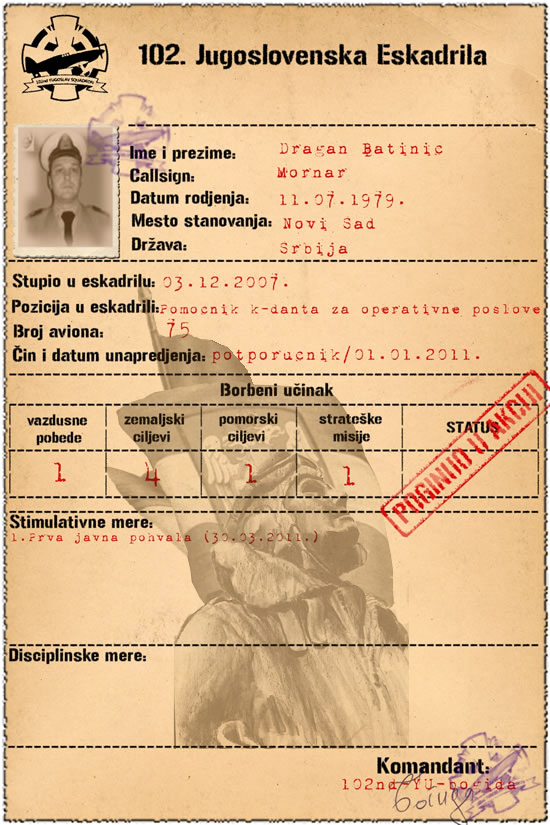 102. Jugoslovenska Eskadrila
102nd YUGOSLAV SQUADRON
Ime i prezime: Dragan Batinic
Callsign: Mornar
Datum rodjenja: 11.07.1979.
Mesto stanovanja: Novi Sad
Država: Srbija
Stupio u eskadrilu: 03.12.2007.
Pozicija u eskadrili: Pomocnik k-danta za operativne poslove
Broj aviona: 75
Čin i datum unapredjenja: potporucnik/01.01.2011.
Borbeni učinak
vazdusne pobede
zemaljski ciljevi
pomorski ciljevi
strateške misije
STATUS
1 4 1 1
POGINUO U AKCIJI
Stimulativne mere:
1.Prva javna pohvala (30.03.2011.)
Disciplinske mere:
Komandant:
102nd YU-bogida